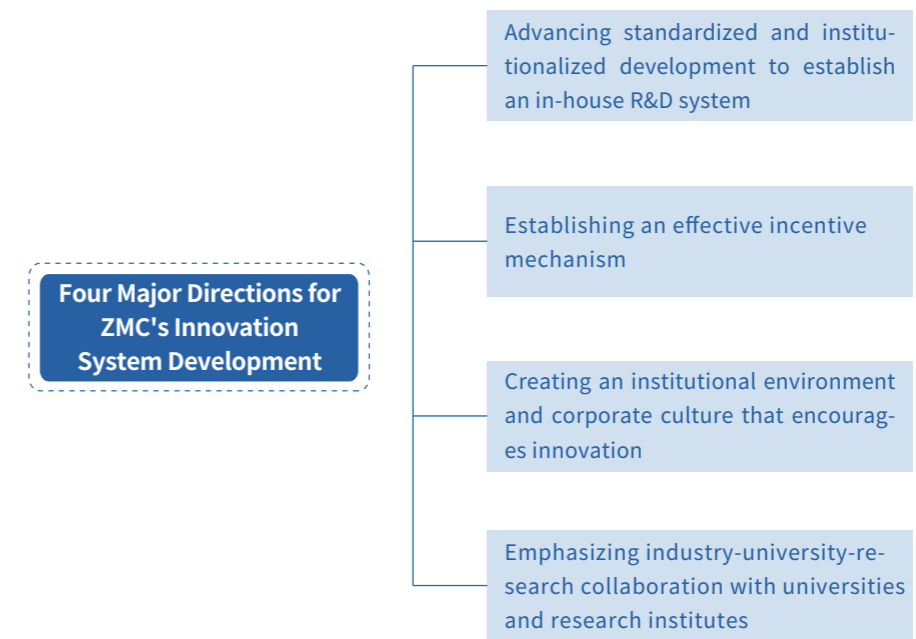 Advancing standardized and institu-
tionalized development to establish
an in-house R&D system
Establishing an effective incentive
mechanism
Four Major Directions for
ZMC's Innovation
System Development
Creating an institutional environment
and corporate culture that encourag-
es innovation
Emphasizing industry-university-re-
search collaboration with universities
and research institutes